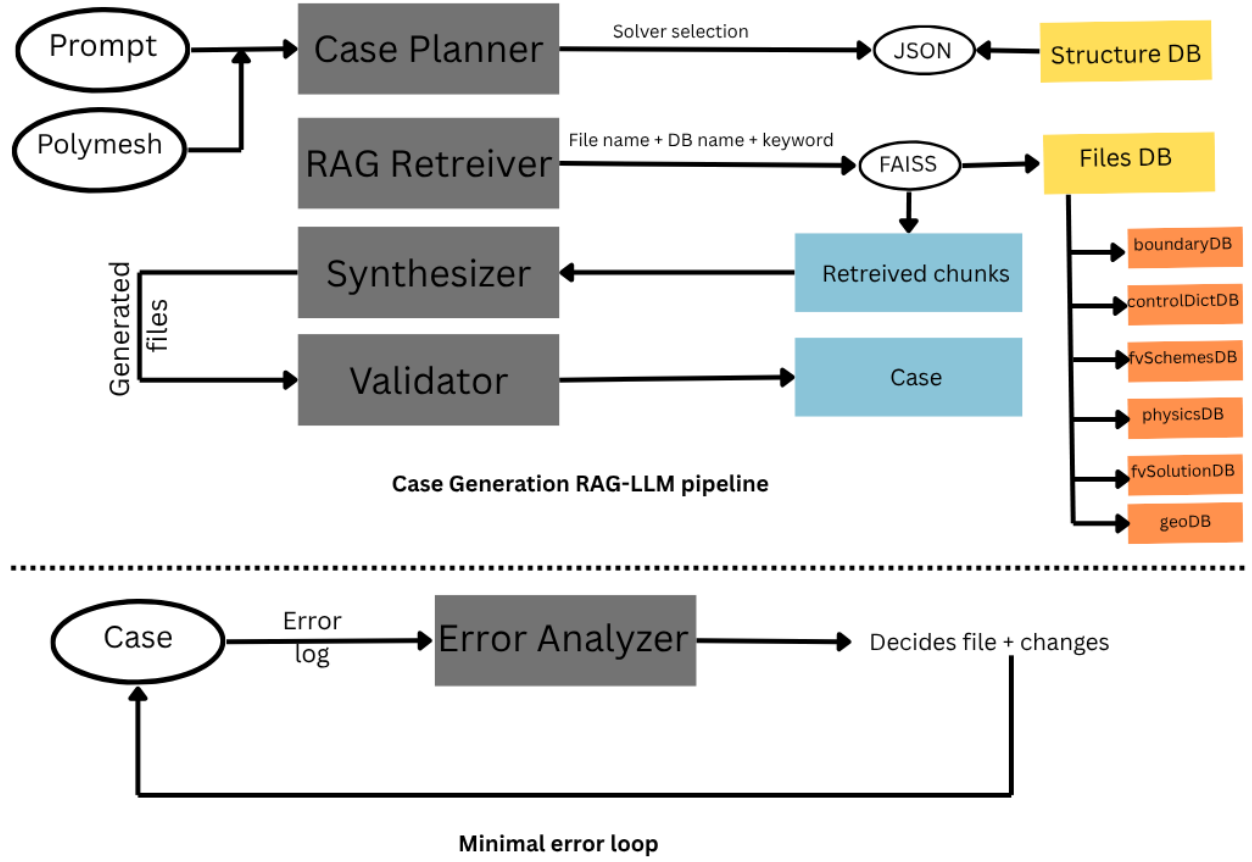 Prompt
Case Planner
Solver selection
JSON
Structure DB
Polymesh
RAG Retreiver
File name + DB name + keyword
FAISS
Files DB
boundaryDB
Generated
files
Synthesizer
Retreived chunks
controlDictDB
fvSchemesDB
Validator
Case
physicsDB
fvSolutionDB
geoDB
Case Generation RAG-LLM pipeline
Case
Error
log
Error Analyzer
Decides file + changes
Minimal error loop